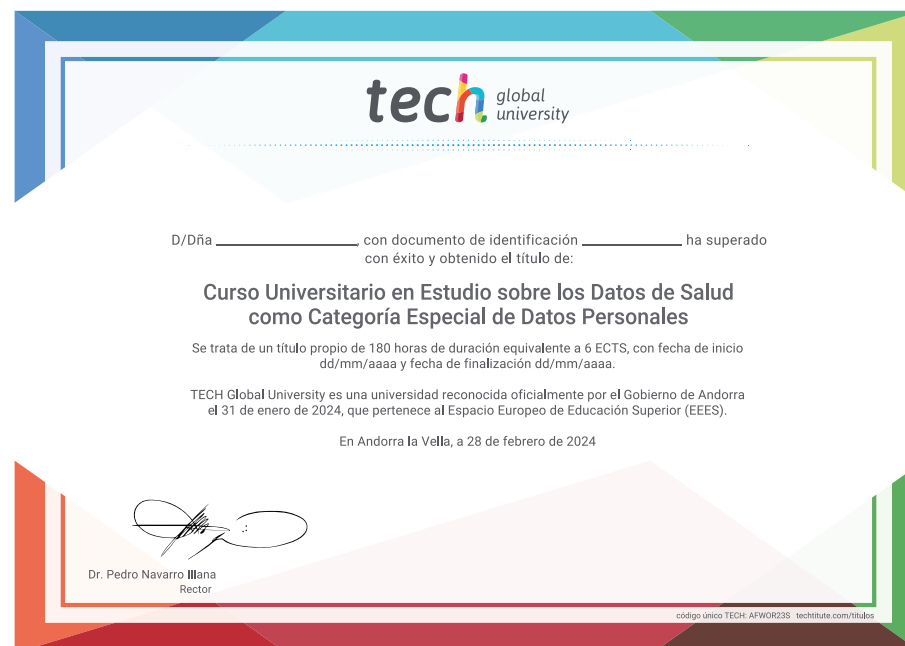 tech global university
D/Dña ____________________, con documento de identificación ______________ ha superado
con éxito y obtenido el título de:
Curso Universitario en Estudio sobre los Datos de Salud
como Categoría Especial de Datos Personales
Se trata de un título propio de 180 horas de duración equivalente a 6 ECTS, con fecha de inicio
dd/mm/aaaa y fecha de finalización dd/mm/aaaa.
TECH Global University es una universidad reconocida oficialmente por el Gobierno de Andorra
el 31 de enero de 2024, que pertenece al Espacio Europeo de Educación Superior (EEES).
En Andorra la Vella, a 28 de febrero de 2024
Dr. Pedro Navarro Illana
Rector
código único TECH: AFWOR23S techtitute.com/titulos